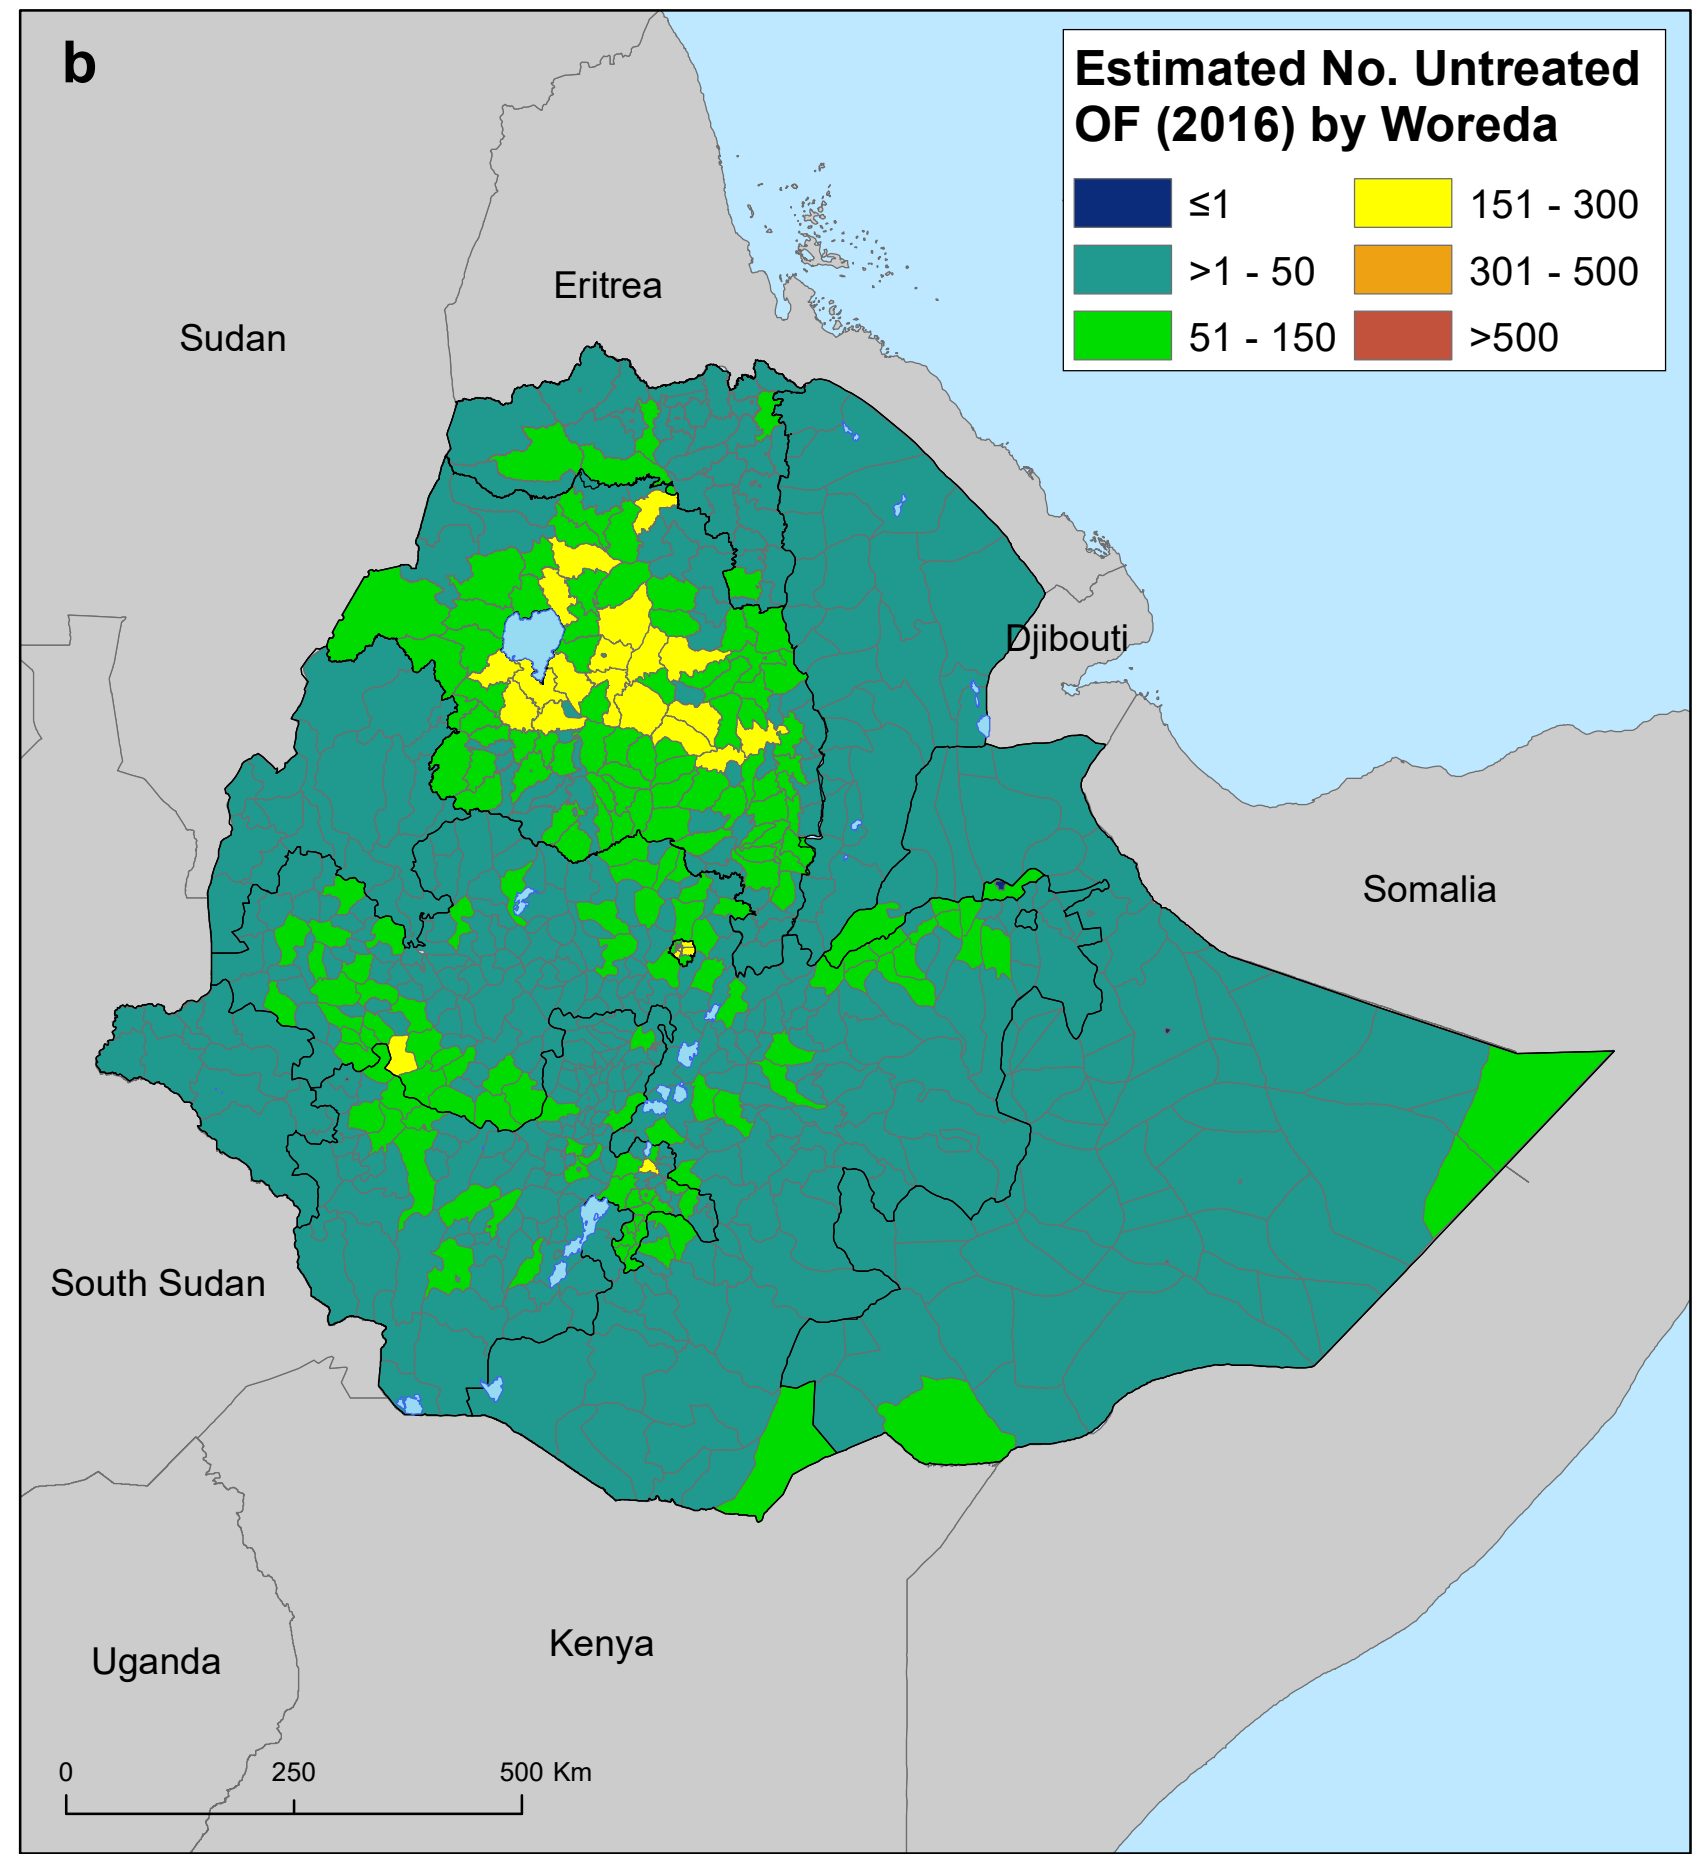 b
Estimated No. Untreated
OF (2016) by Woreda
≤1
151 - 300
>1 - 50
301 - 500
51 - 150
>500
Eritrea
Sudan
Djibouti
Somalia
South Sudan
Kenya
Uganda
0 250 500 Km